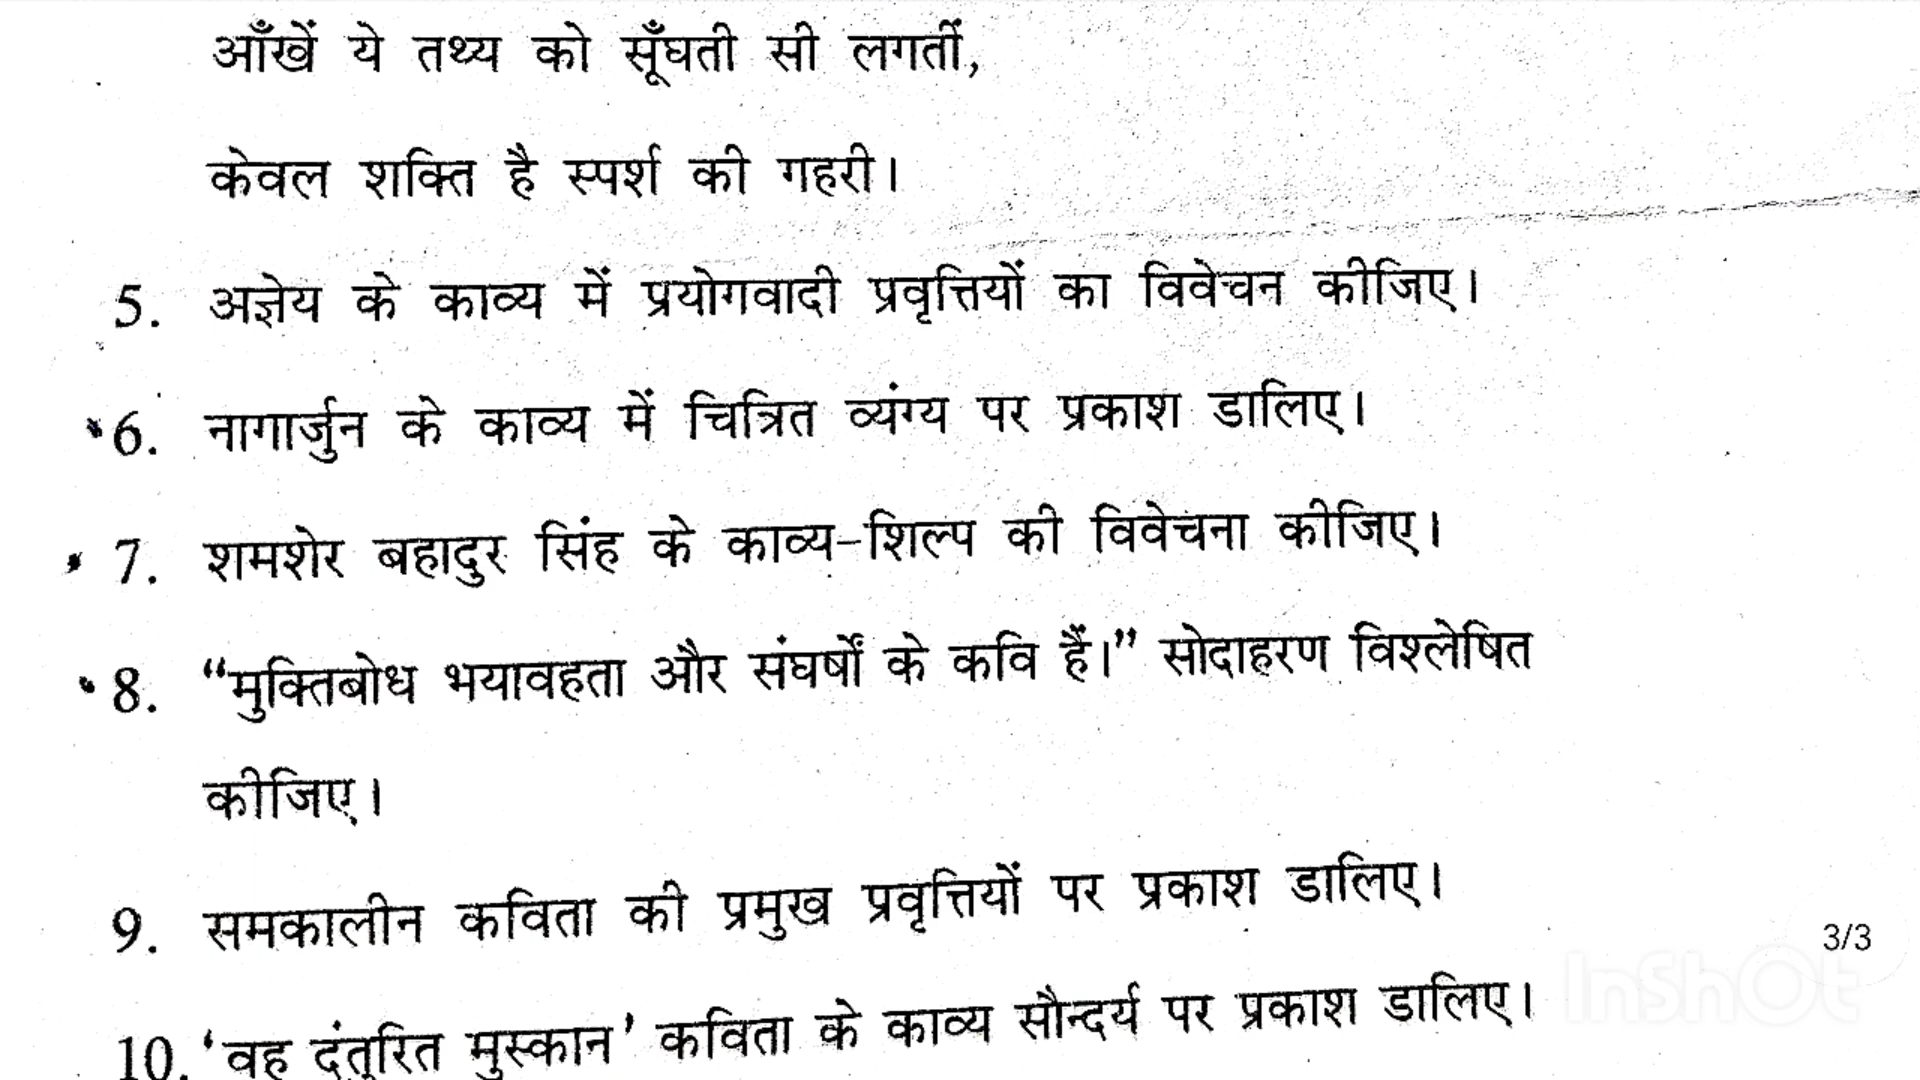 आँखें ये तथ्य को सूँघती सी लगतीं,
केवल शक्ति है स्पर्श की गहरी।
5. अज्ञेय के काव्य में प्रयोगवादी प्रवृत्तियों का विवेचन कीजिए।
6. नागार्जुन के काव्य में चित्रित व्यंग्य पर प्रकाश डालिए।
7. शमशेर बहादुर सिंह के काव्य-शिल्प की विवेचना कीजिए।
8. “मुक्तिबोध भयावहता और संघर्षों के कवि हैं।” सोदाहरण विश्लेषित
कीजिए।
9. समकालीन कविता की प्रमुख प्रवृत्तियों पर प्रकाश डालिए।
3/3
InShOt
10. ‘वह दंतुरित मुस्कान’ कविता के काव्य सौन्दर्य पर प्रकाश डालिए।